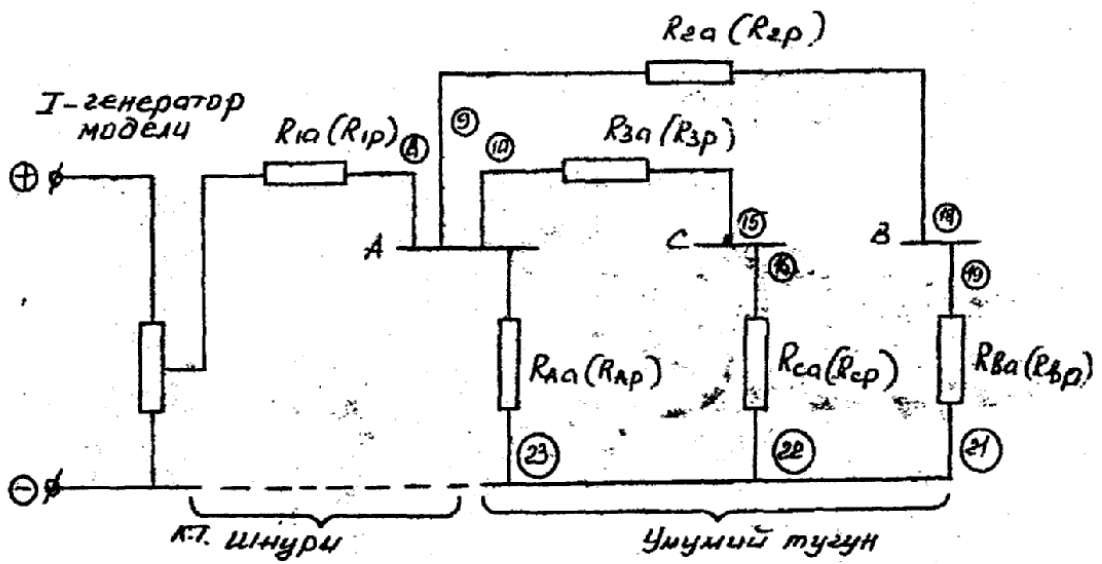 R2a (R2p)
I-генератор
модели
R1a (R1p)
8
9
10
R3a (R3p)
+
A
C
15
16
B
18
19
RAa (RAp)
Rca (Rcp)
RBa (RBp)
23
22
21
-
К.Т. шнури
Умумий тугун